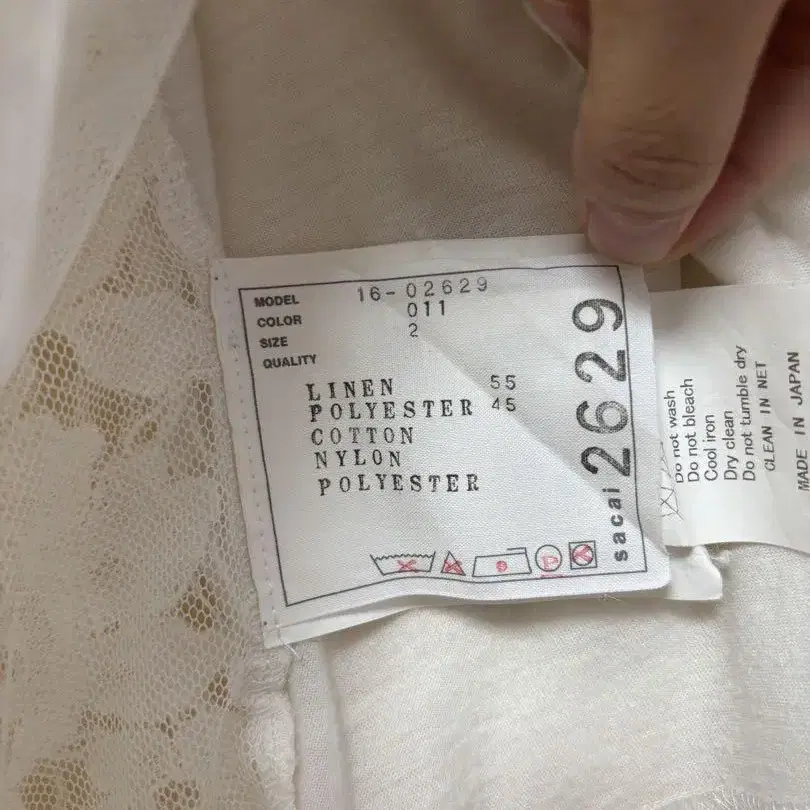 MODEL 16-02629
COLOR 011
SIZE 2
QUALITY
LINEN 55
POLYESTER 45
COTTON
NYLON
POLYESTER
sacai 2629
Do not wash
Do not bleach
Cool iron
Dry clean
Do not tumble dry
CLEAN IN NET
MADE IN JAPAN